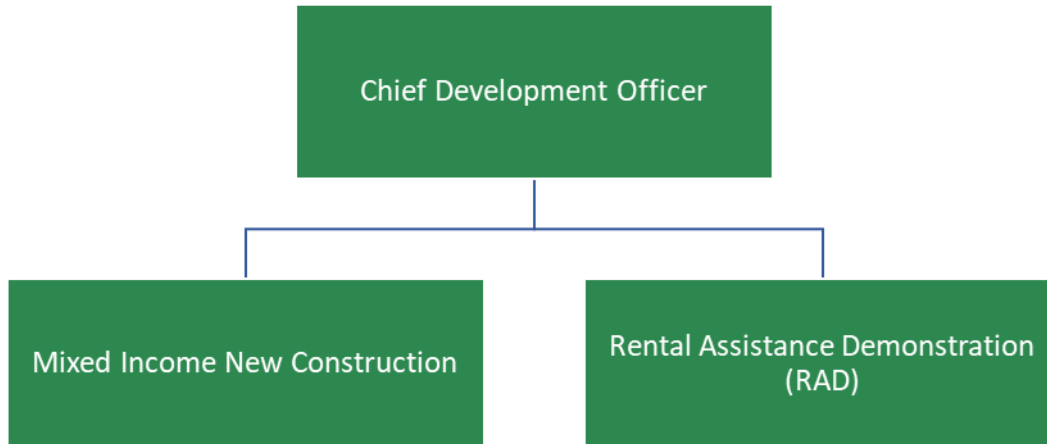 Chief Development Officer
Mixed Income New Construction
Rental Assistance Demonstration
(RAD)